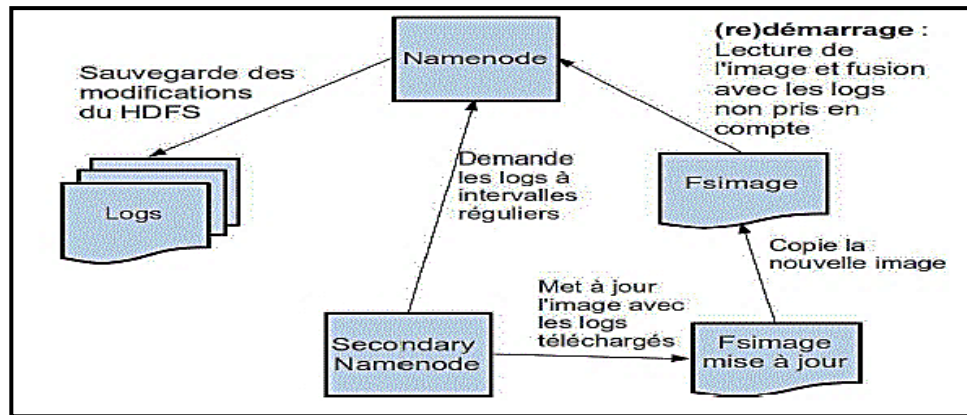 Namenode
Sauvegarde des
modifications
du HDFS
(re)démarrage :
Lecture de
l'image et fusion
avec les logs
non pris en
compte
Logs
Demande
les logs à
intervalles
réguliers
Fsimage
Copie la
nouvelle image
Met à jour
l'image avec
les logs
téléchargés
Secondary
Namenode
Fsimage
mise à jour